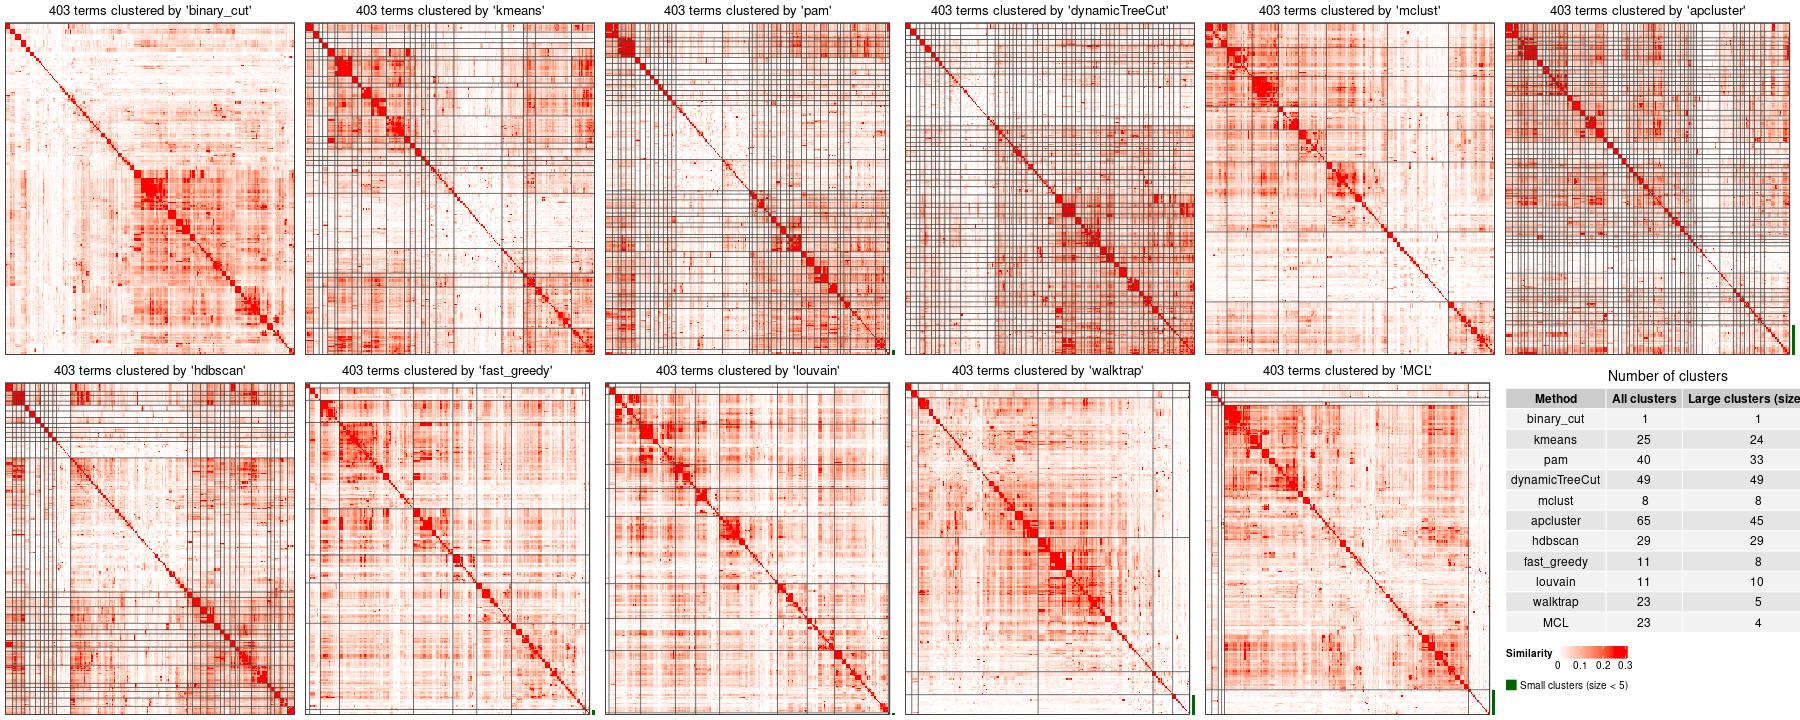 403 terms clustered by 'binary_cut'
403 terms clustered by 'kmeans'
403 terms clustered by 'pam'
403 terms clustered by 'dynamicTreeCut'
403 terms clustered by 'mclust'
403 terms clustered by 'apcluster'
403 terms clustered by 'hdbscan'
403 terms clustered by 'fast_greedy'
403 terms clustered by 'louvain'
403 terms clustered by 'walktrap'
403 terms clustered by 'MCL'
Number of clusters
Method All clusters Large clusters (size
binary_cut 1 1
kmeans 25 24
pam 40 33
dynamicTreeCut 49 49
mclust 8 8
apcluster 65 45
hdbscan 29 29
fast_greedy 11 8
louvain 11 10
walktrap 23 5
MCL 23 4
Similarity
0 0.1 0.2 0.3
Small clusters (size < 5)